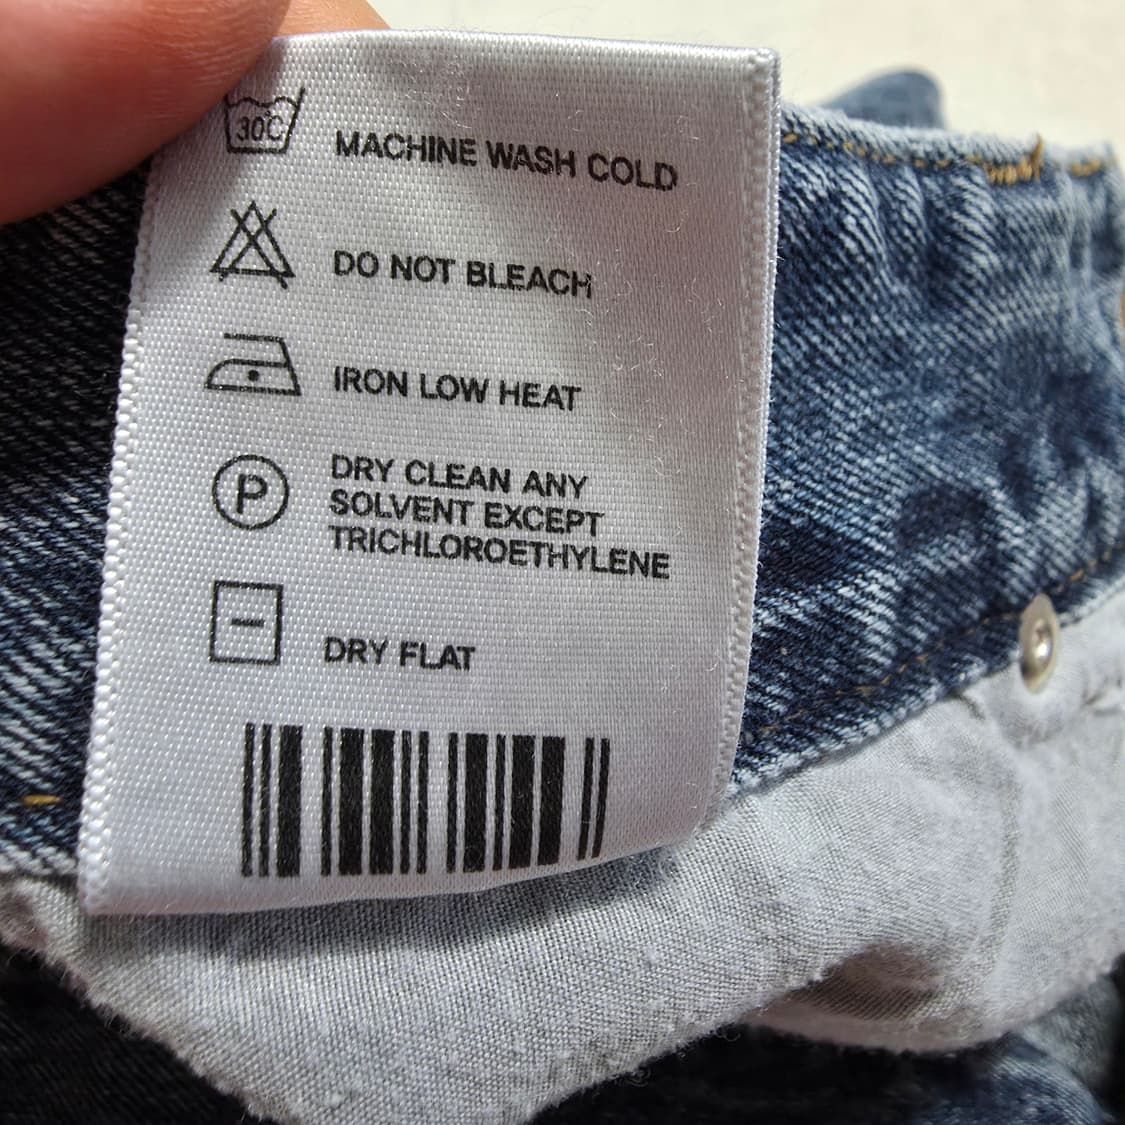 30°C
MACHINE WASH COLD
DO NOT BLEACH
IRON LOW HEAT
P
DRY CLEAN ANY
SOLVENT EXCEPT
TRICHLOROETHYLENE
DRY FLAT